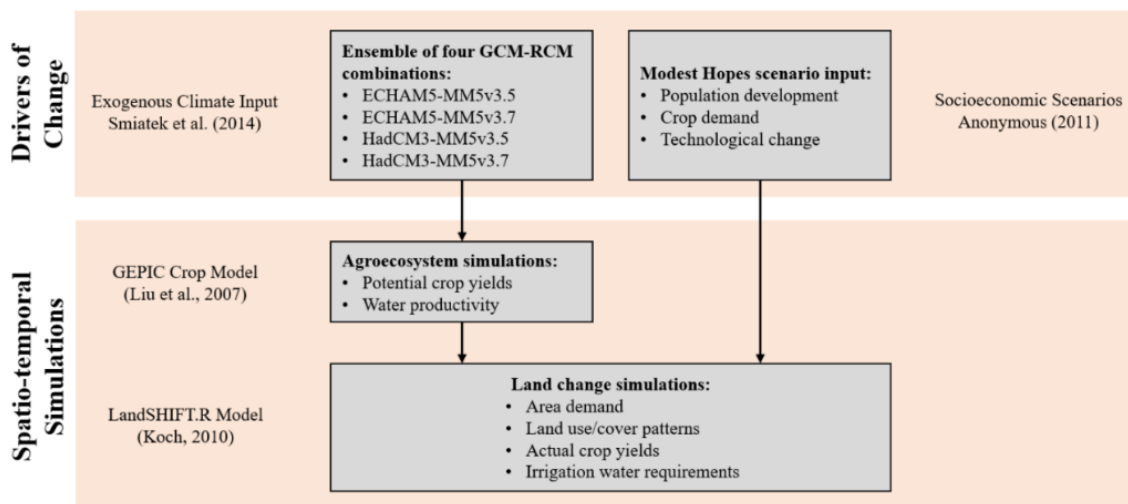 Drivers of
Change
Exogenous Climate Input
Smiatek et al. (2014)
Ensemble of four GCM-RCM
combinations:
• ECHAM5-MM5v3.5
• ECHAM5-MM5v3.7
• HadCM3-MM5v3.5
• HadCM3-MM5v3.7
Modest Hopes scenario input:
• Population development
• Crop demand
• Technological change
Socioeconomic Scenarios
Anonymous (2011)
Spatio-temporal
Simulations
GEPIC Crop Model
(Liu et al., 2007)
Agroecosystem simulations:
• Potential crop yields
• Water productivity
LandSHIFT.R Model
(Koch, 2010)
Land change simulations:
• Area demand
• Land use/cover patterns
• Actual crop yields
• Irrigation water requirements